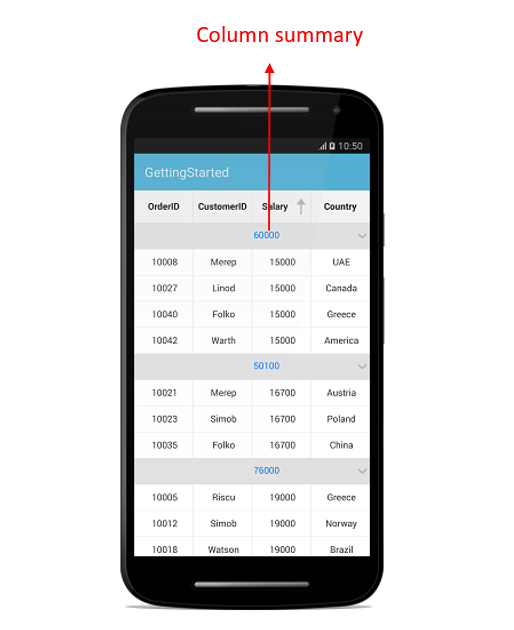 Column summary
10:50
GettingStarted
OrderID CustomerID Salary Country
60000
10008 Merep 15000 UAE
10027 Linod 15000 Canada
10040 Folko 15000 Greece
10042 Warth 15000 America
50100
10021 Merep 16700 Austria
10023 Simob 16700 Poland
10035 Folko 16700 China
76000
10005 Riscu 19000 Greece
10012 Simob 19000 Norway
10018 Watson 19000 Brazil